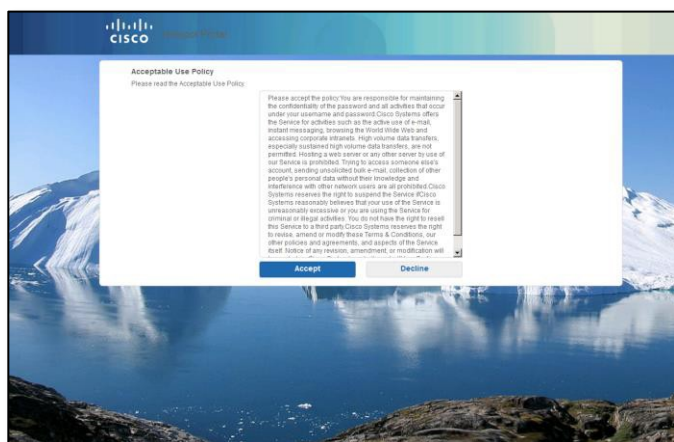 CISCO
Acceptable Use Policy
Please read the Acceptable Use Policy
Please accept the policy:You are responsible for maintaining
the confidentiality of the password and all activities that occur
under your username and password.Cisco Systems offers
the Service for activities such as the active use of e-mail,
instant messaging, browsing the World Wide Web and
accessing corporate intranets. High volume data transfers,
especially sustained high volume data transfers, are not
permitted. Hosting a web server or any other server by use of
our Service is prohibited. Trying to access someone else's
account, sending unsolicited bulk e-mail, collection of other
people's personal data without their knowledge and
interference with other network users are all prohibited.Cisco
Systems reserves the right to suspend the Service ifCisco
Systems reasonably believes that your use of the Service is
unreasonably excessive or you are using the Service for
criminal or illegal activities. You do not have the right to resell
this Service to a third party.Cisco Systems reserves the right
to revise, amend or modify these Terms & Conditions, our
other policies and agreements, and aspects of the Service
itself. Notice of any revision, amendment, or modification will
Accept
Decline